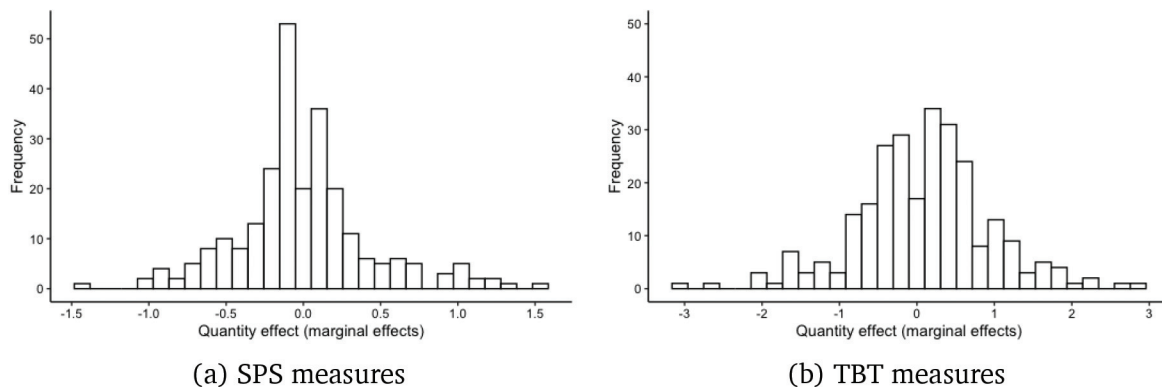 50
40
30
20
10
0
Frequency
-1.5 -1.0 -0.5 0.0 0.5 1.0 1.5
Quantity effect (marginal effects)
(a) SPS measures
50
40
30
20
10
0
Frequency
-3 -2 -1 0 1 2 3
Quantity effect (marginal effects)
(b) TBT measures